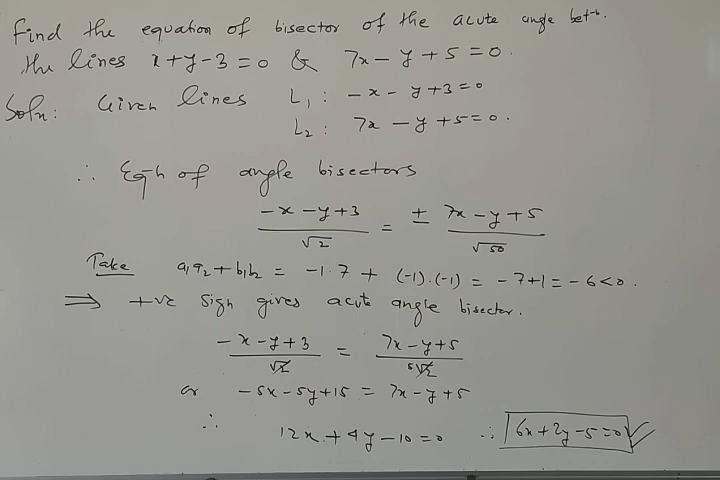 Find the equation of bisector of the acute angle betⁿ.
the lines x+y-3=0 & 7x-y+5=0.
Soln: Given lines L₁: -x-y+3=0
L₂: 7x-y+5=0.
∴ Eqn of angle bisectors
(-x-y+3)/√2 = ± (7x-y+5)/√50
Take a₁a₂+b₁b₂ = -1.7 + (-1).(-1) = -7+1 = -6<0.
⟹ +ve sign gives acute angle bisector.
(-x-y+3)/√2 = (7x-y+5)/5√2
or -5x-5y+15 = 7x-y+5
∴ 12x+4y-10=0 ∴ 6x+2y-5=0 ✓